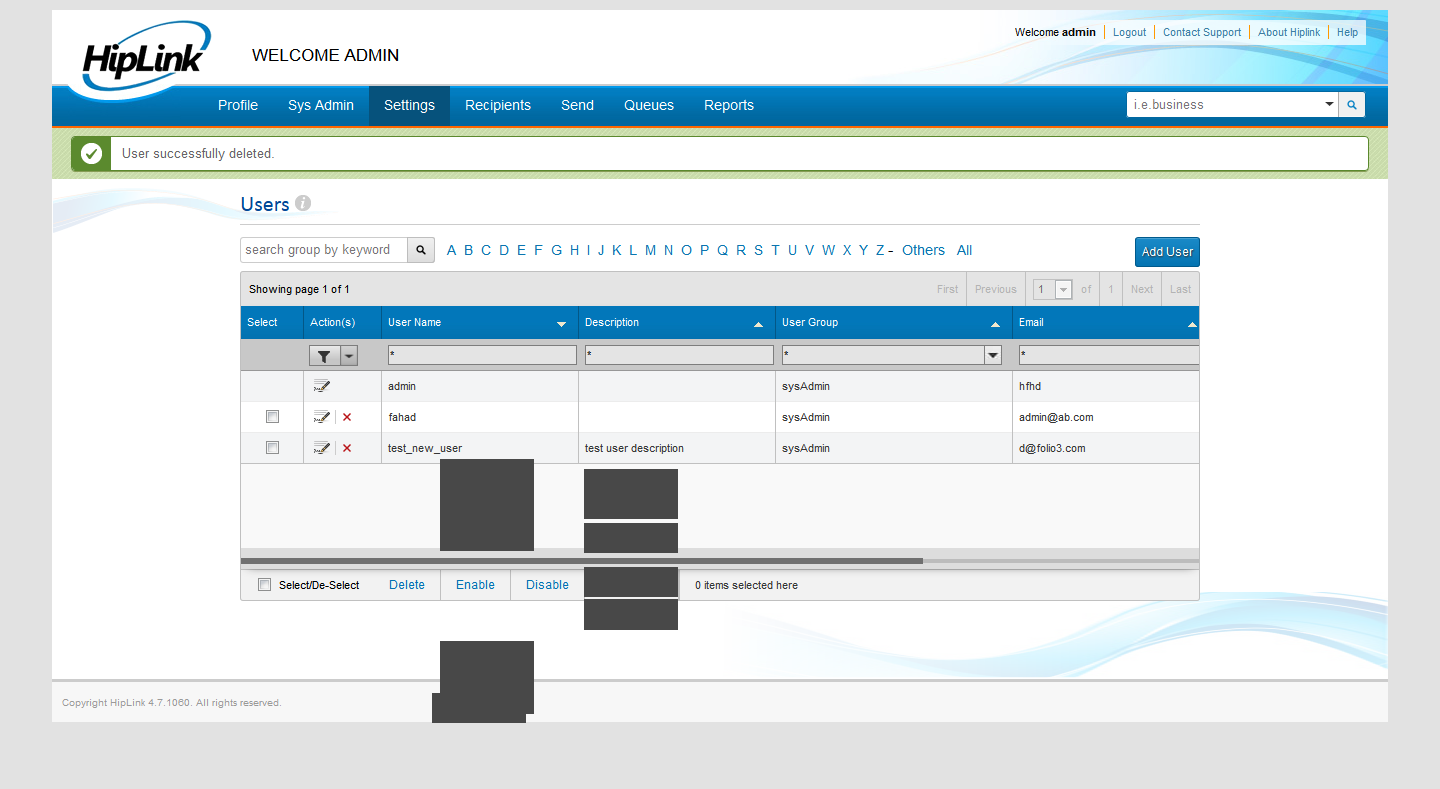 HipLink
WELCOME ADMIN
Welcome admin Logout Contact Support About Hiplink Help
Profile Sys Admin Settings Recipients Send Queues Reports i.e.business
User successfully deleted.
Users i
search group by keyword A B C D E F G H I J K L M N O P Q R S T U V W X Y Z - Others All Add User
Showing page 1 of 1 First Previous 1 of 1 Next Last
Select Action(s) User Name Description User Group Email
* * * *
admin sysAdmin hfhd
fahad sysAdmin admin@ab.com
test_new_user test user description sysAdmin d@folio3.com
Select/De-Select Delete Enable Disable 0 items selected here
Copyright HipLink 4.7.1060. All rights reserved.